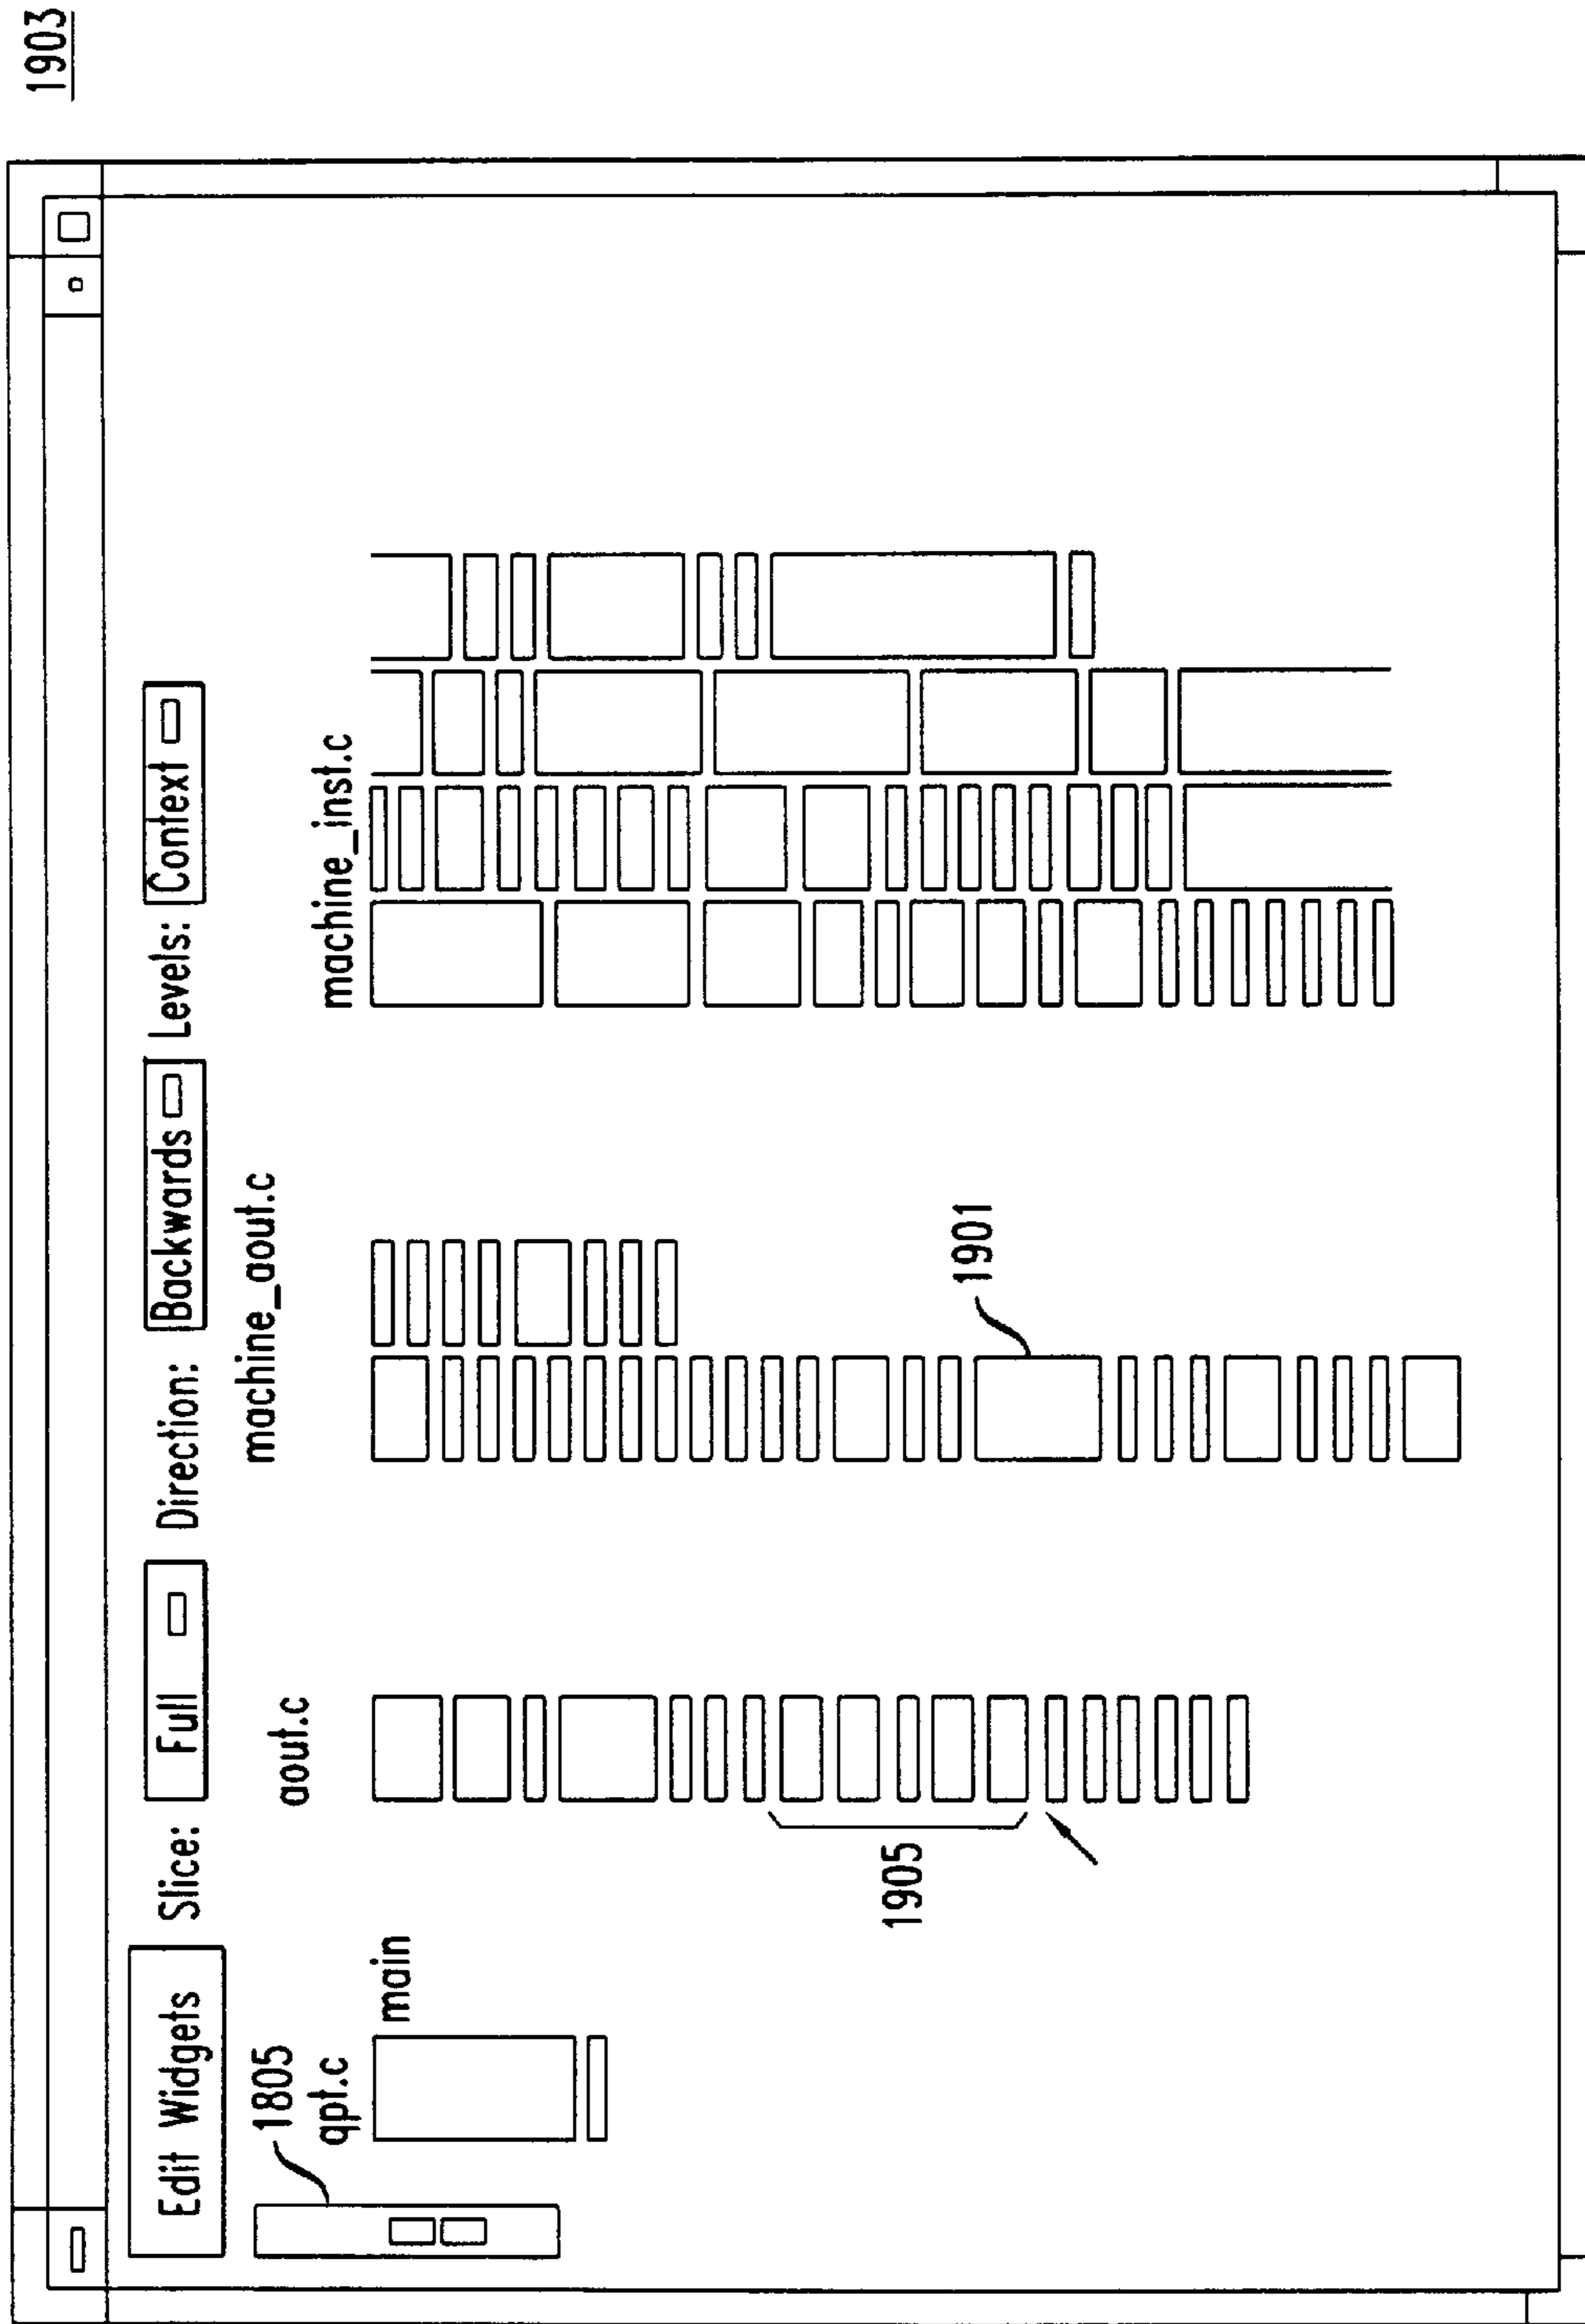 1903
Edit Widgets Slice: Full Direction: Backwards Levels: Context
1805
qpt.c aout.c machine_aout.c machine_inst.c
main
1905
1901